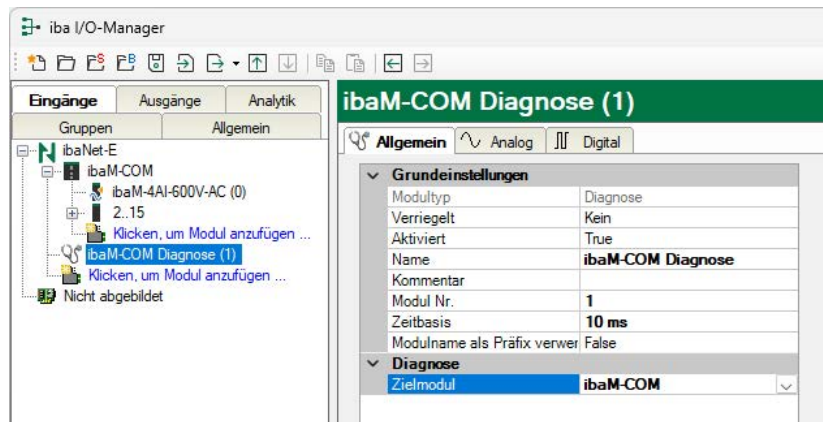 iba I/O-Manager
Eingänge Ausgänge Analytik
Gruppen Allgemein
ibaNet-E
ibaM-COM
ibaM-4AI-600V-AC (0)
2..15
Klicken, um Modul anzufügen ...
ibaM-COM Diagnose (1)
Klicken, um Modul anzufügen ...
Nicht abgebildet
ibaM-COM Diagnose (1)
Allgemein Analog Digital
Grundeinstellungen
Modultyp Diagnose
Verriegelt Kein
Aktiviert True
Name ibaM-COM Diagnose
Kommentar
Modul Nr. 1
Zeitbasis 10 ms
Modulname als Präfix verwer False
Diagnose
Zielmodul ibaM-COM